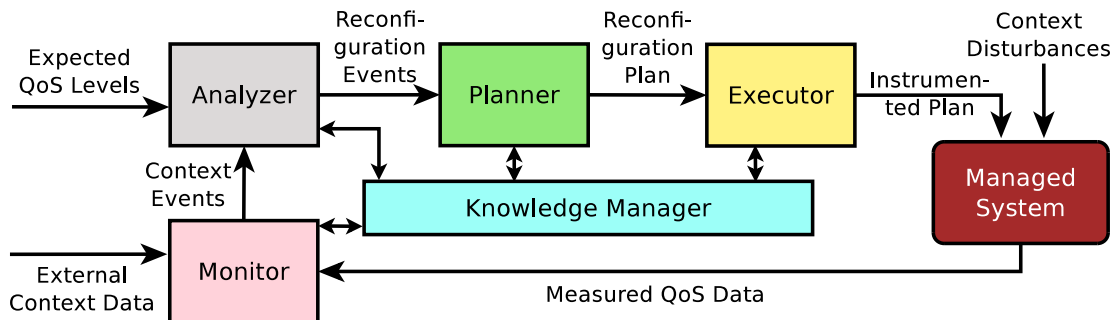 Expected
QoS Levels
Analyzer
Reconfi-
guration
Events
Planner
Reconfi-
guration
Plan
Executor
Instrumen-
ted Plan
Context
Disturbances
Managed
System
Context
Events
Knowledge Manager
External
Context Data
Monitor
Measured QoS Data